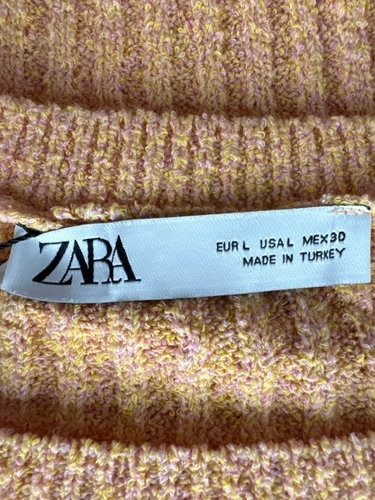 ZARA
EUR L USA L MEX 30
MADE IN TURKEY